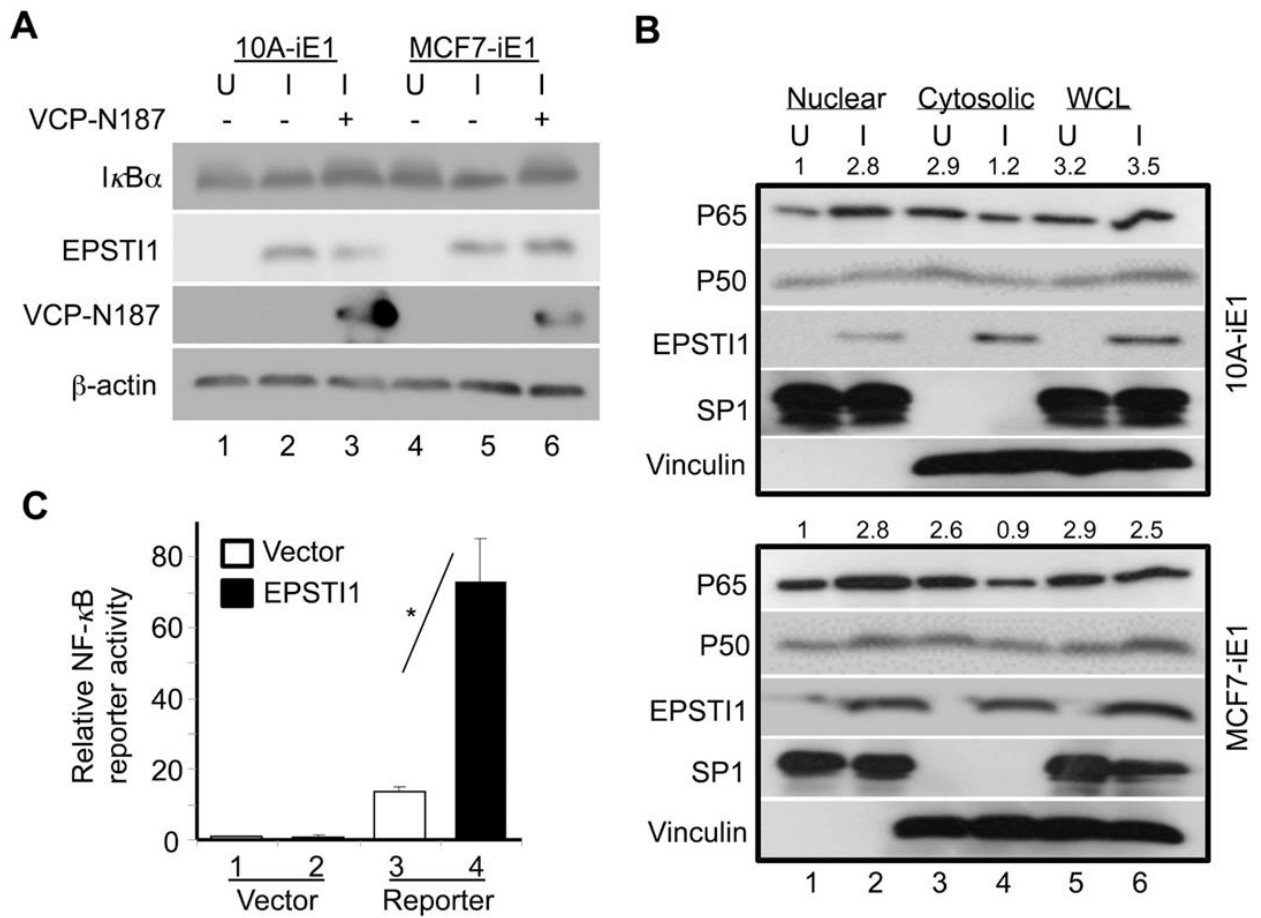 A
10A-iE1 MCF7-iE1
U I I U I I
VCP-N187 - - + - - +
IκBα
EPSTI1
VCP-N187
β-actin
1 2 3 4 5 6
B
Nuclear Cytosolic WCL
U I U I U I
1 2.8 2.9 1.2 3.2 3.5
P65
P50
EPSTI1
SP1
Vinculin
10A-iE1
1 2.8 2.6 0.9 2.9 2.5
P65
P50
EPSTI1
SP1
Vinculin
MCF7-iE1
1 2 3 4 5 6
C
Relative NF-κB
reporter activity
80
60
40
20
0
Vector
EPSTI1
*
1 2 3 4
Vector Reporter